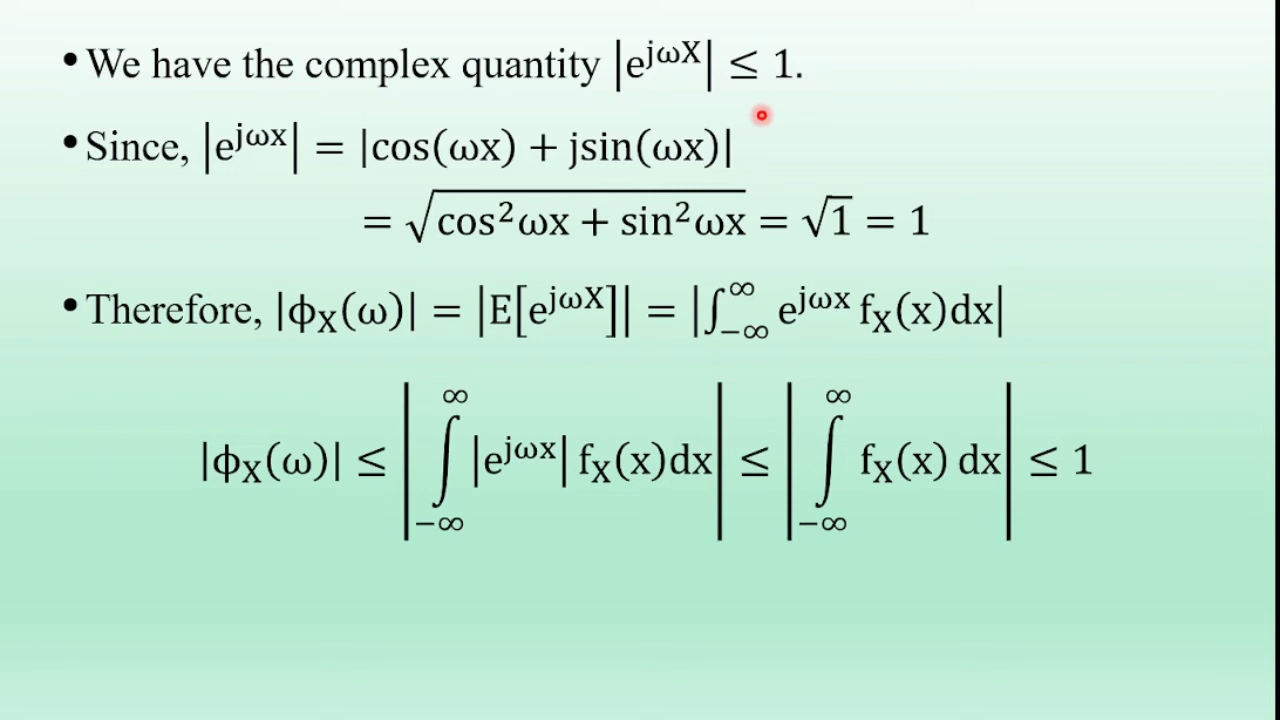 • We have the complex quantity |e^{jωX}| ≤ 1.
• Since, |e^{jωx}| = |cos(ωx) + jsin(ωx)|
= √(cos²ωx + sin²ωx) = √1 = 1
• Therefore, |ϕ_X(ω)| = |E[e^{jωX}]| = |∫_{−∞}^{∞} e^{jωx} f_X(x)dx|
|ϕ_X(ω)| ≤ |∫_{−∞}^{∞} |e^{jωx}| f_X(x)dx| ≤ |∫_{−∞}^{∞} f_X(x) dx| ≤ 1